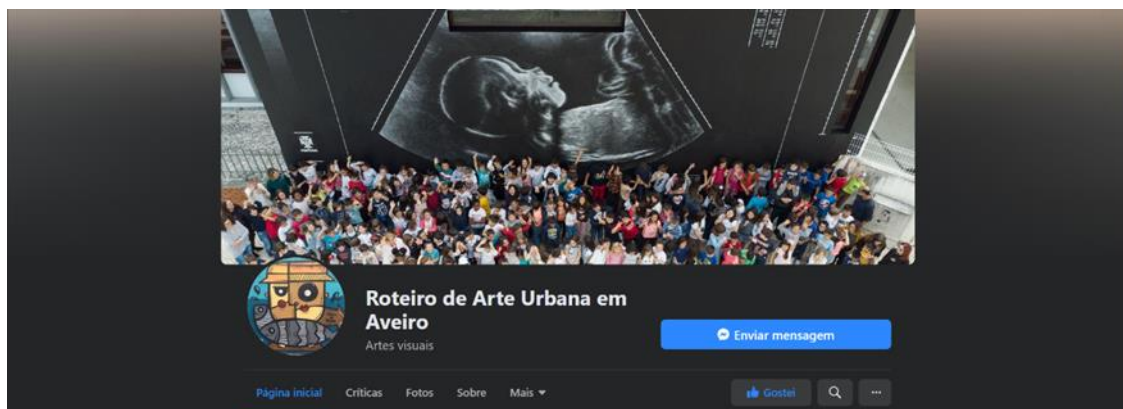 Roteiro de Arte Urbana em
Aveiro
Artes visuais
Enviar mensagem
Página inicial Críticas Fotos Sobre Mais
Gostei